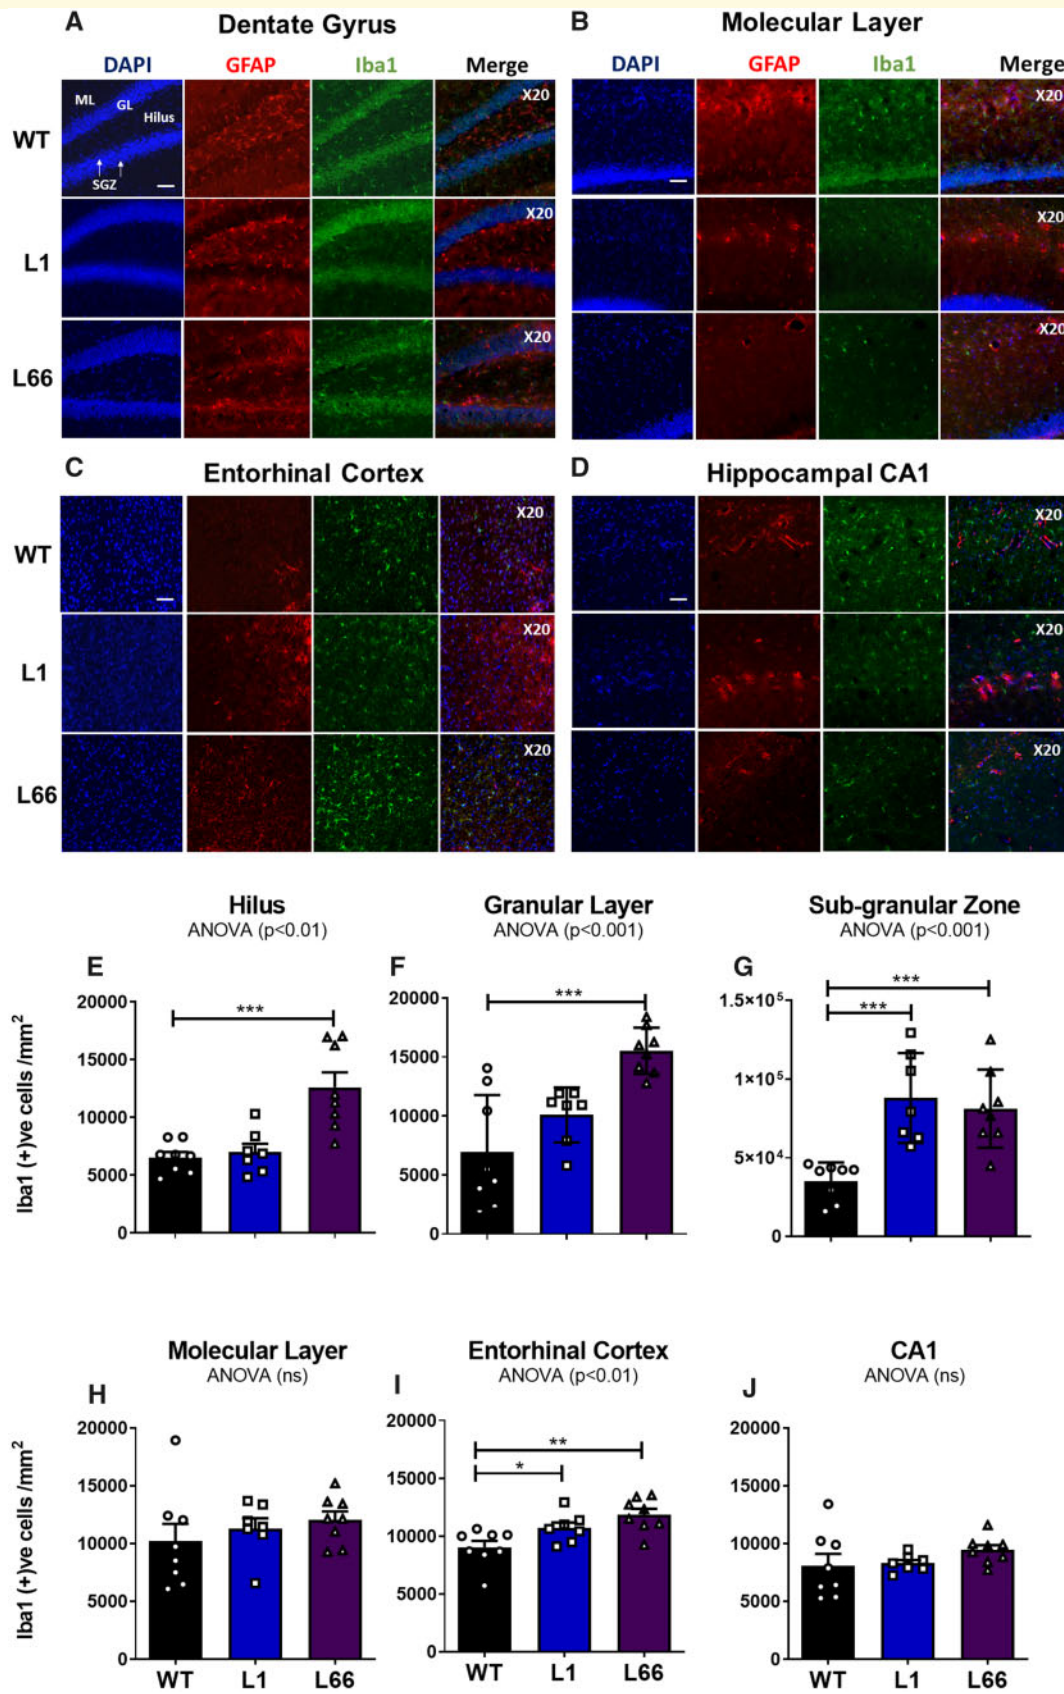 A Dentate Gyrus
B Molecular Layer
DAPI GFAP Iba1 Merge
DAPI GFAP Iba1 Merge
WT
ML GL Hilus SGZ X20
X20
L1
X20
X20
L66
X20
X20
C Entorhinal Cortex
D Hippocampal CA1
WT
X20
X20
L1
X20
X20
L66
X20
X20
Hilus
ANOVA (p<0.01)
Granular Layer
ANOVA (p<0.001)
Sub-granular Zone
ANOVA (p<0.001)
E
Iba1 (+)ve cells /mm²
20000
15000
10000
5000
0
***
F
20000
15000
10000
5000
0
***
G
1.5×10⁵
1×10⁵
5×10⁴
0
***
***
Molecular Layer
ANOVA (ns)
Entorhinal Cortex
ANOVA (p<0.01)
CA1
ANOVA (ns)
H
Iba1 (+)ve cells /mm²
20000
15000
10000
5000
0
WT L1 L66
I
20000
15000
10000
5000
0
**
*
WT L1 L66
J
20000
15000
10000
5000
0
WT L1 L66